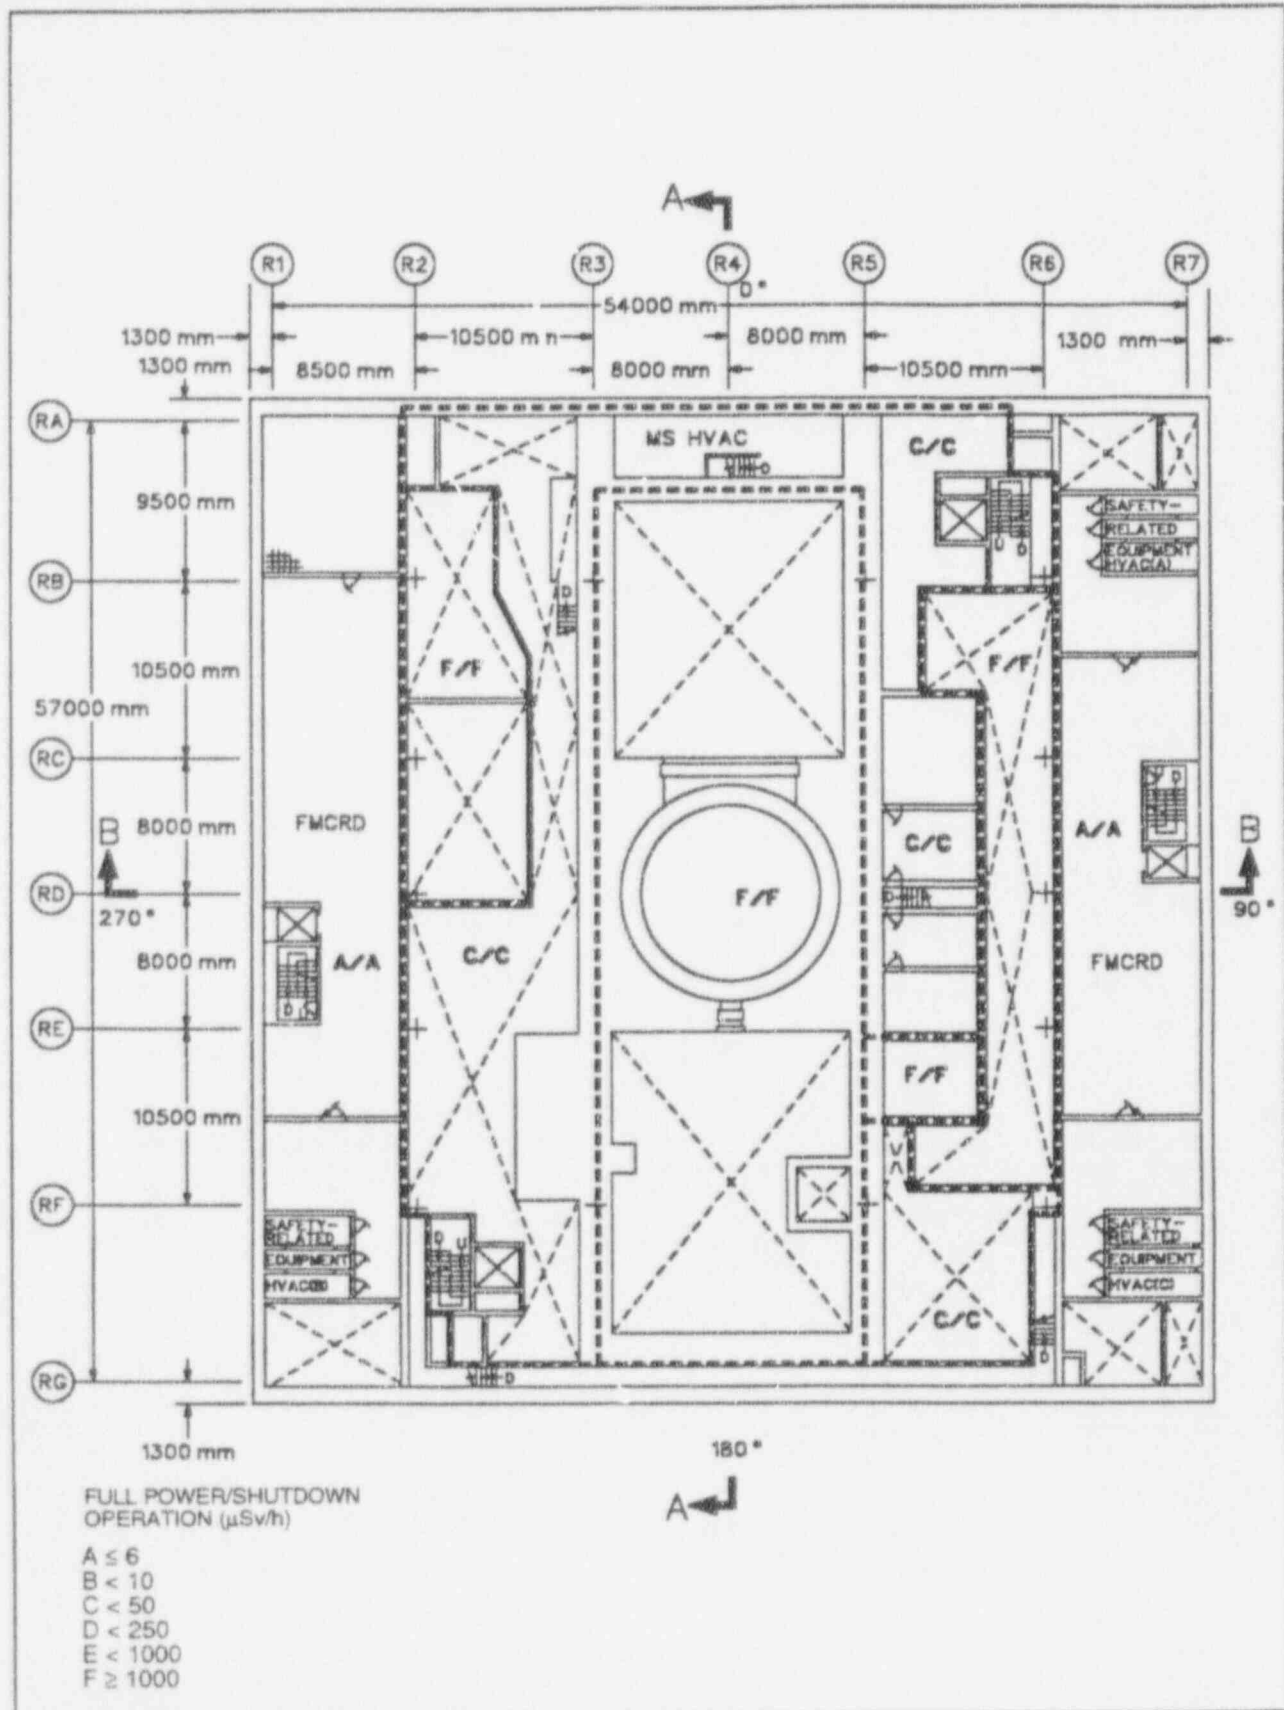 A
R1 R2 R3 R4 R5 R6 R7
0°
54000 mm
1300 mm 10500 m n 8000 mm 1300 mm
1300 mm 8500 mm 8000 mm 10500 mm
RA
MS HVAC
D
C/C
9500 mm
SAFETY-
RELATED
EQUIPMENT
HVAC(A)
U
D
RB
D
10500 mm
F/F
F/F
57000 mm
RC
U D
FMCRD
8000 mm
B
C/C
A/A
B
RD
D
270°
F/F
90°
8000 mm
A/A
C/C
FMCRD
D U
RE
F/F
10500 mm
RF
SAFETY-
RELATED
EQUIPMENT
HVAC(B)
D U
SAFETY-
RELATED
EQUIPMENT
HVAC(C)
C/C
D
RG
D
1300 mm
180°
A
FULL POWER/SHUTDOWN
OPERATION (μSv/h)
A ≤ 6
B < 10
C < 50
D < 250
E < 1000
F ≥ 1000